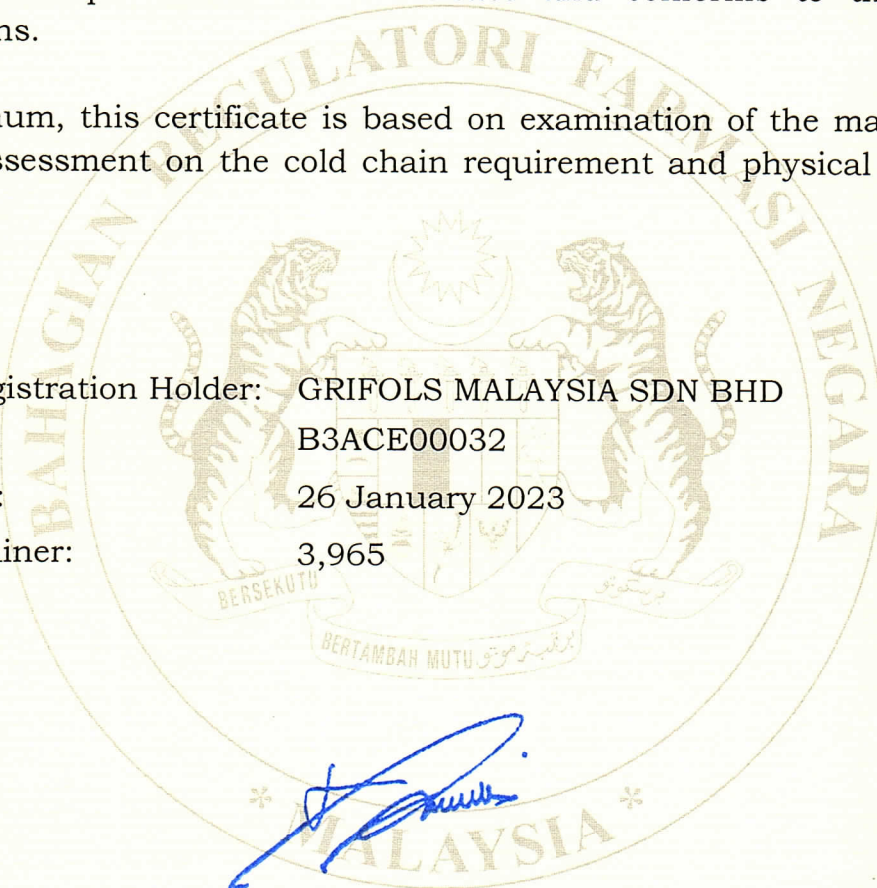 ns.
um, this certificate is based on examination of the ma
ssessment on the cold chain requirement and physical
gistration Holder: GRIFOLS MALAYSIA SDN BHD
B3ACE00032
: 26 January 2023
iner: 3,965
BAHAGIAN REGULATORI FARMASI NEGARA
* MALAYSIA *
BERSEKUTU
BERTAMBAH MUTU